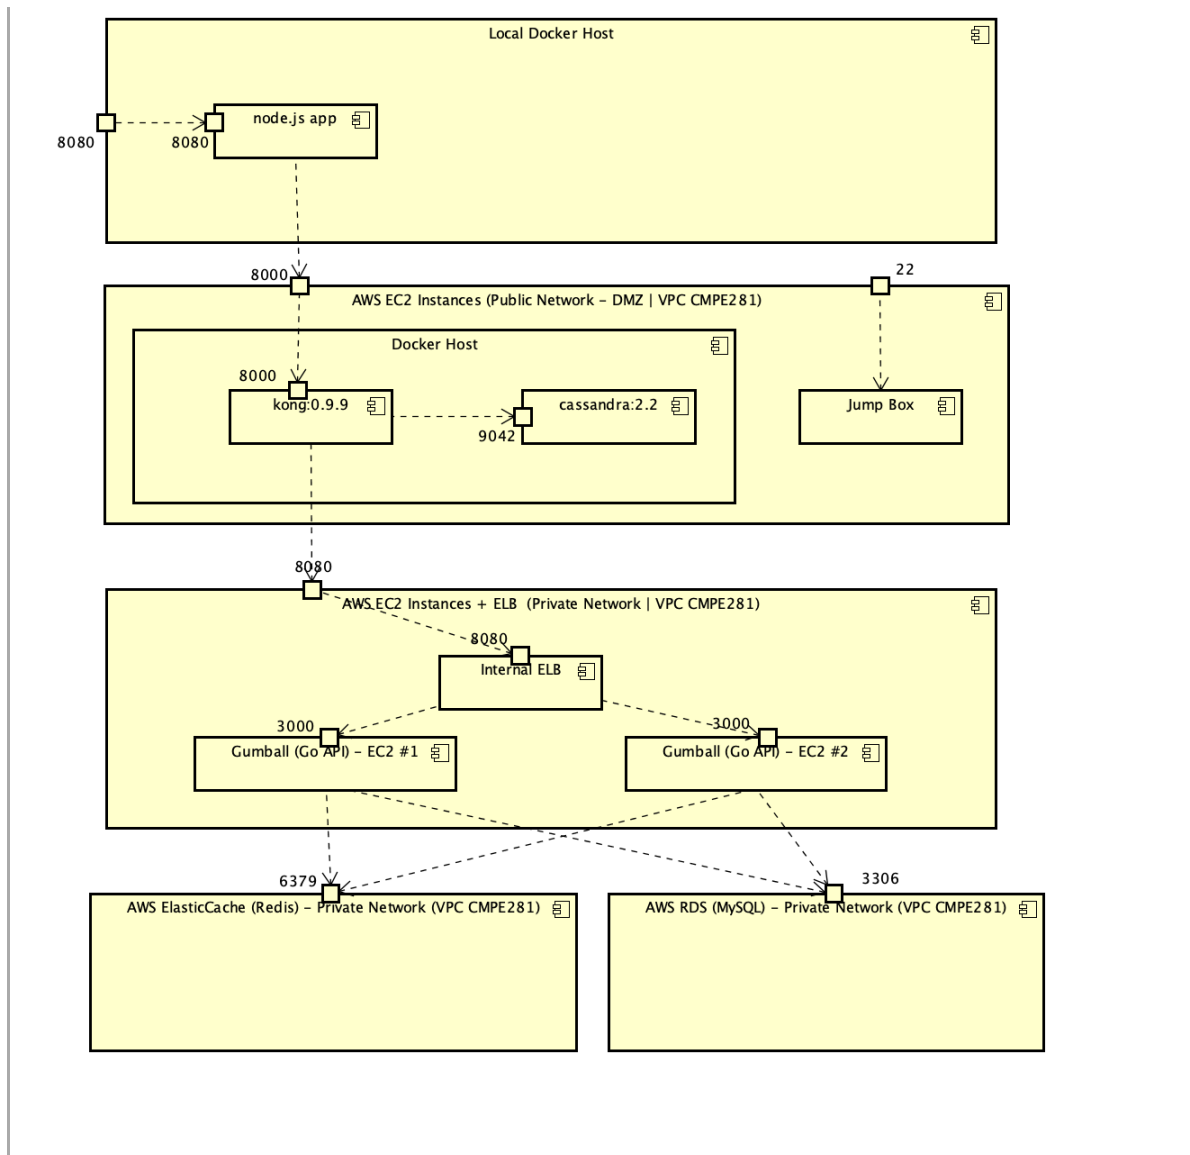 Local Docker Host
node.js app
8080
8080
8000
22
AWS EC2 Instances (Public Network – DMZ | VPC CMPE281)
Docker Host
8000
kong:0.9.9
cassandra:2.2
Jump Box
9042
8080
AWS EC2 Instances + ELB (Private Network | VPC CMPE281)
8080
Internal ELB
3000
3000
Gumball (Go API) – EC2 #1
Gumball (Go API) – EC2 #2
6379
3306
AWS ElasticCache (Redis) – Private Network (VPC CMPE281)
AWS RDS (MySQL) – Private Network (VPC CMPE281)